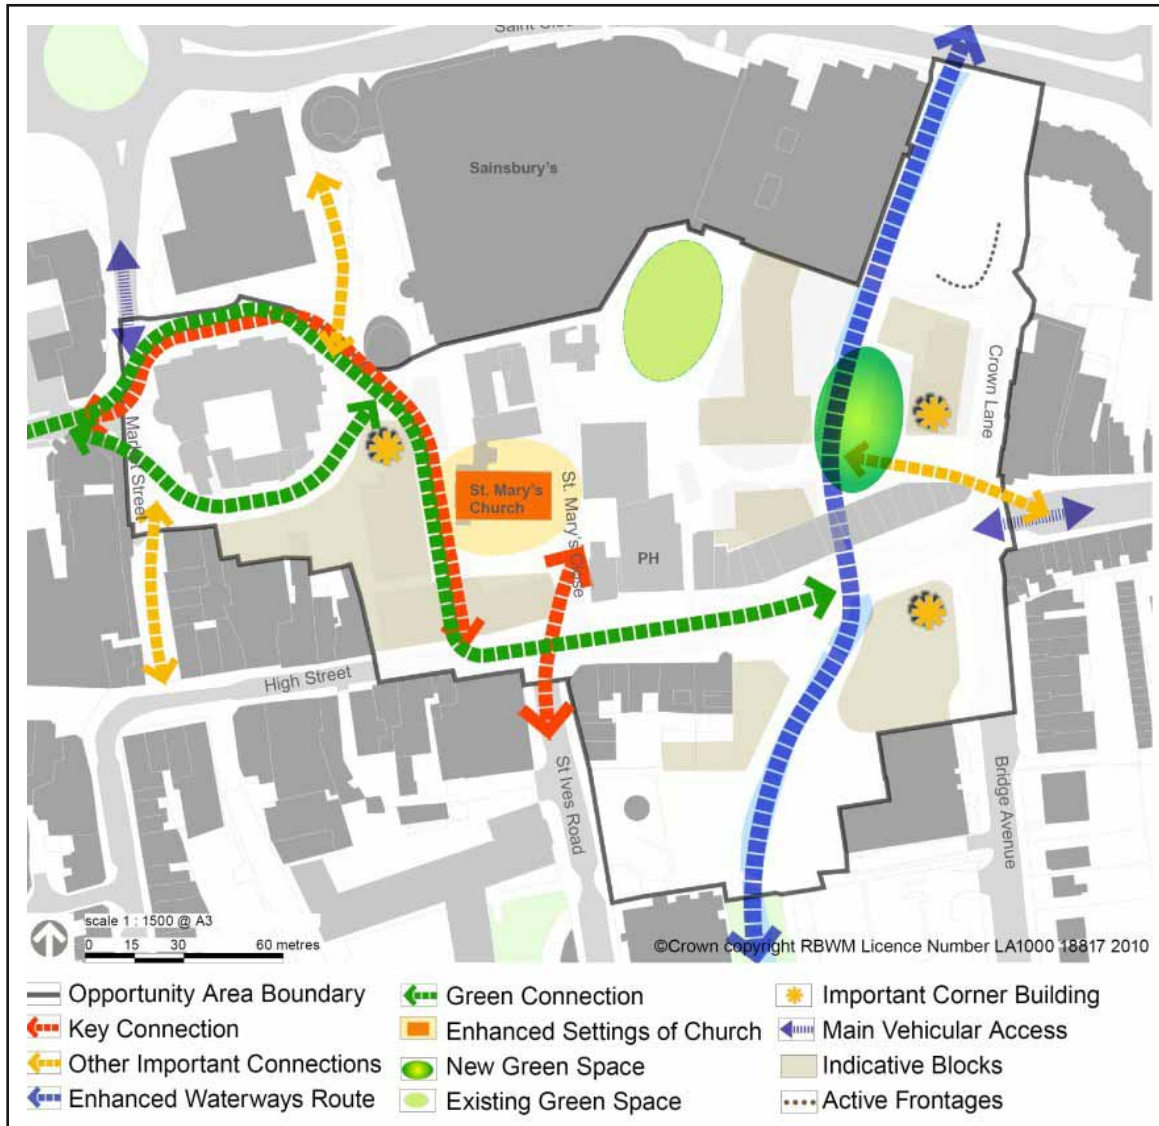 Saint
Sainsbury's
Crown Lane
Market Street
St. Mary's
Church
St. Mary's Close
PH
High Street
St Ives Road
Bridge Avenue
scale 1 : 1500 @ A3
0 15 30 60 metres
©Crown copyright RBWM Licence Number LA1000 18817 2010
Opportunity Area Boundary
Key Connection
Other Important Connections
Enhanced Waterways Route
Green Connection
Enhanced Settings of Church
New Green Space
Existing Green Space
Important Corner Building
Main Vehicular Access
Indicative Blocks
Active Frontages